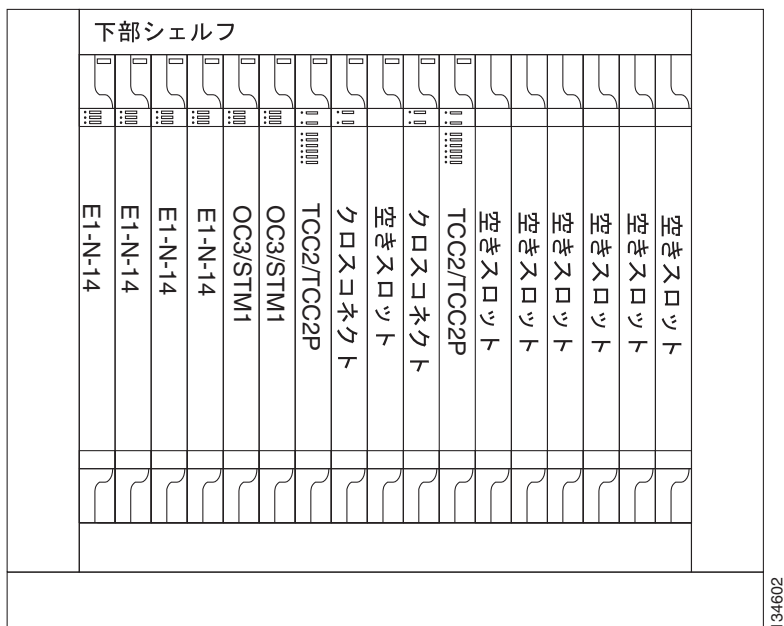 下部シェルフ
E1-N-14
E1-N-14
E1-N-14
E1-N-14
OC3/STM1
OC3/STM1
TCC2/TCC2P
クロスコネクト
空きスロット
クロスコネクト
TCC2/TCC2P
空きスロット
空きスロット
空きスロット
空きスロット
空きスロット
空きスロット
134602